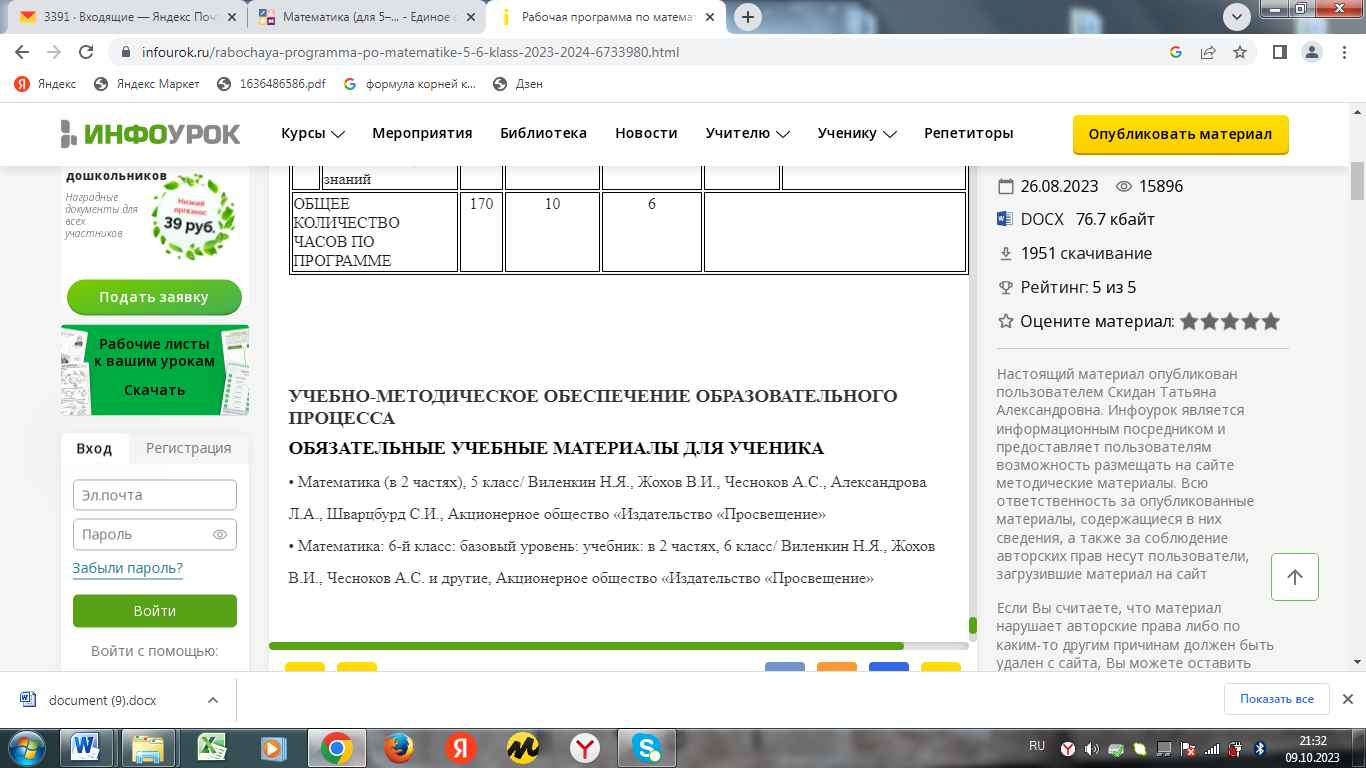 3391 · Входящие — Яндекс Почт
Математика (для 5–... - Единое с
Рабочая программа по математ
infourok.ru/rabochaya-programma-po-matematike-5-6-klass-2023-2024-6733980.html
Яндекс
Яндекс Маркет
1636486586.pdf
формула корней к...
Дзен
ИНФОУРОК
Курсы
Мероприятия
Библиотека
Новости
Учителю
Ученику
Репетиторы
Опубликовать материал
дошкольников
Наградные
документы для
всех
участников
Низкий
оргвзнос
39 руб.
Подать заявку
Рабочие листы
к вашим урокам
Скачать
Вход
Регистрация
Эл.почта
Пароль
Забыли пароль?
Войти
Войти с помощью:
знаний
ОБЩЕЕ
КОЛИЧЕСТВО
ЧАСОВ ПО
ПРОГРАММЕ
170
10
6
УЧЕБНО-МЕТОДИЧЕСКОЕ ОБЕСПЕЧЕНИЕ ОБРАЗОВАТЕЛЬНОГО
ПРОЦЕССА
ОБЯЗАТЕЛЬНЫЕ УЧЕБНЫЕ МАТЕРИАЛЫ ДЛЯ УЧЕНИКА
• Математика (в 2 частях), 5 класс/ Виленкин Н.Я., Жохов В.И., Чесноков А.С., Александрова
Л.А., Шварцбурд С.И., Акционерное общество «Издательство «Просвещение»
• Математика: 6-й класс: базовый уровень: учебник: в 2 частях, 6 класс/ Виленкин Н.Я., Жохов
В.И., Чесноков А.С. и другие, Акционерное общество «Издательство «Просвещение»
26.08.2023
15896
DOCX 76.7 кбайт
1951 скачивание
Рейтинг: 5 из 5
Оцените материал:
Настоящий материал опубликован
пользователем Скидан Татьяна
Александровна. Инфоурок является
информационным посредником и
предоставляет пользователям
возможность размещать на сайте
методические материалы. Всю
ответственность за опубликованные
материалы, содержащиеся в них
сведения, а также за соблюдение
авторских прав несут пользователи,
загрузившие материал на сайт
Если Вы считаете, что материал
нарушает авторские права либо по
каким-то другим причинам должен быть
удален с сайта, Вы можете оставить
document (9).docx
Показать все
RU
21:32
09.10.2023